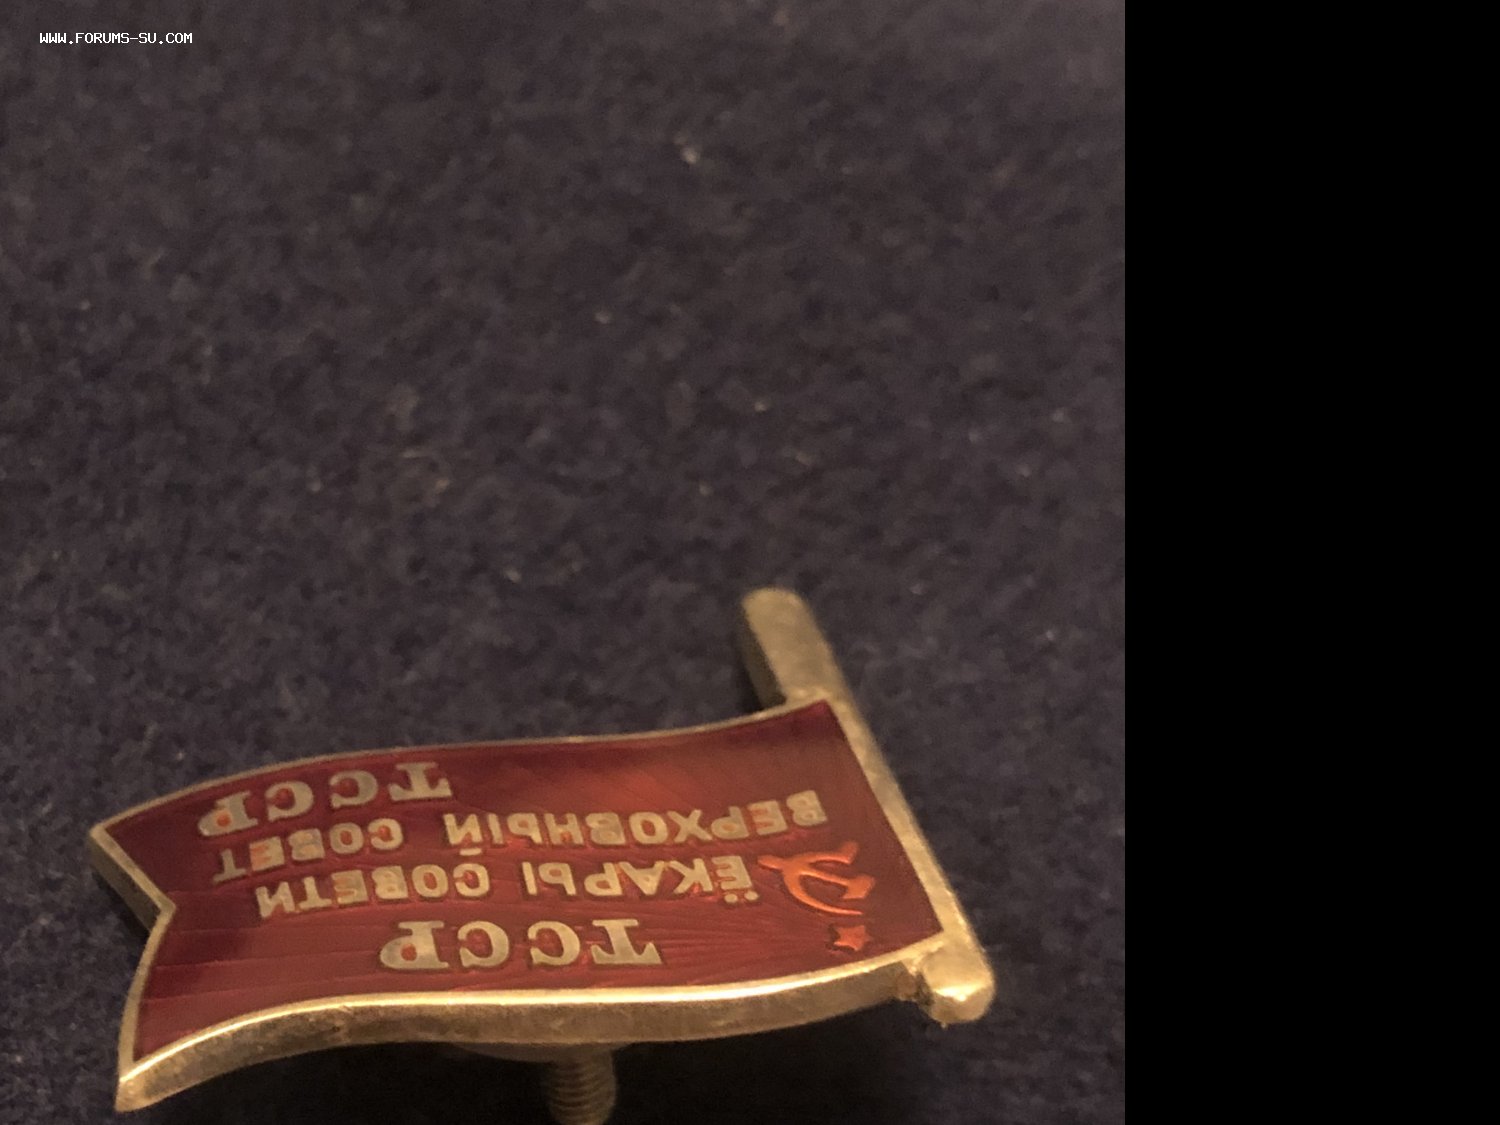 WWW.FORUMS-SU.COM
ТССР
ЁКАРЫ СОВЕТИ
ВЕРХОВНЫЙ СОВЕТ
ТССР